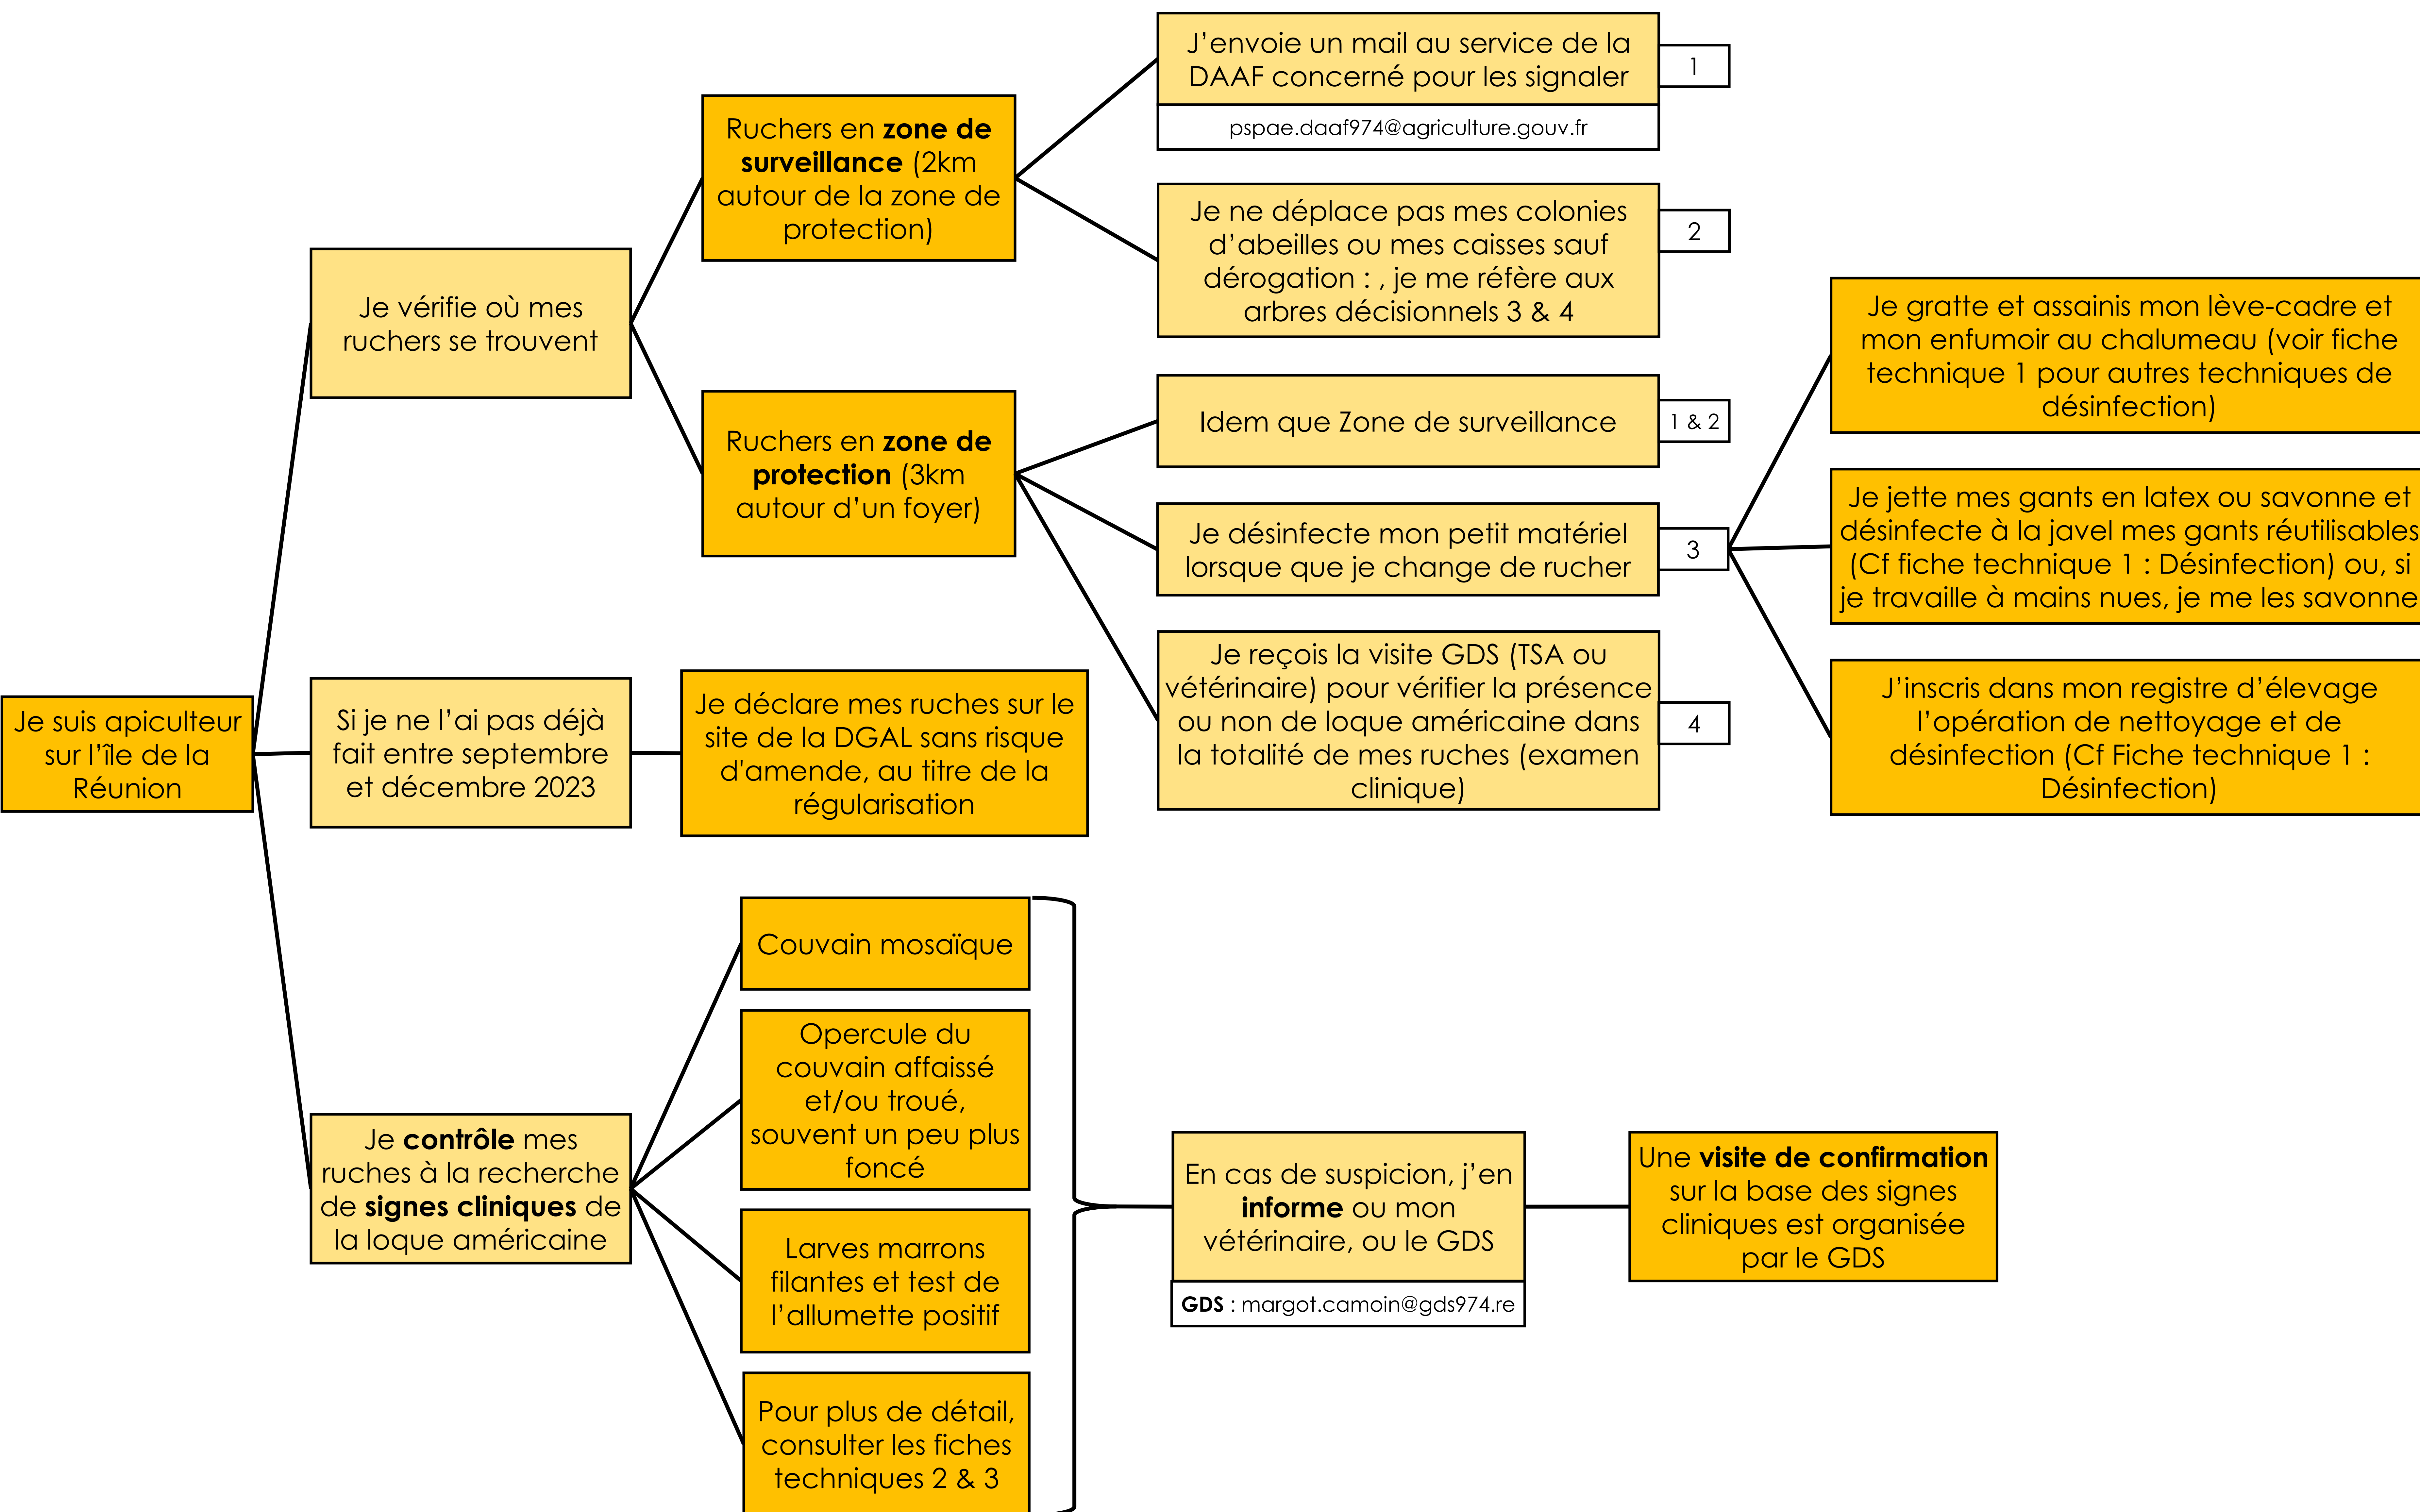 Je suis apiculteur
sur l'île de la
Réunion
Je vérifie où mes
ruchers se trouvent
Ruchers en zone de
surveillance (2km
autour de la zone de
protection)
J'envoie un mail au service de la
DAAF concerné pour les signaler
1
pspae.daaf974@agriculture.gouv.fr
Je ne déplace pas mes colonies
d'abeilles ou mes caisses sauf
dérogation : , je me réfère aux
arbres décisionnels 3 & 4
2
Ruchers en zone de
protection (3km
autour d'un foyer)
Idem que Zone de surveillance
1 & 2
Je désinfecte mon petit matériel
lorsque que je change de rucher
3
Je gratte et assainis mon lève-cadre et
mon enfumoir au chalumeau (voir fiche
technique 1 pour autres techniques de
désinfection)
Je jette mes gants en latex ou savonne et
désinfecte à la javel mes gants réutilisables
(Cf fiche technique 1 : Désinfection) ou, si
je travaille à mains nues, je me les savonne
J'inscris dans mon registre d'élevage
l'opération de nettoyage et de
désinfection (Cf Fiche technique 1 :
Désinfection)
Je reçois la visite GDS (TSA ou
vétérinaire) pour vérifier la présence
ou non de loque américaine dans
la totalité de mes ruches (examen
clinique)
4
Si je ne l'ai pas déjà
fait entre septembre
et décembre 2023
Je déclare mes ruches sur le
site de la DGAL sans risque
d'amende, au titre de la
régularisation
Je contrôle mes
ruches à la recherche
de signes cliniques de
la loque américaine
Couvain mosaïque
Opercule du
couvain affaissé
et/ou troué,
souvent un peu plus
foncé
Larves marrons
filantes et test de
l'allumette positif
Pour plus de détail,
consulter les fiches
techniques 2 & 3
En cas de suspicion, j'en
informe ou mon
vétérinaire, ou le GDS
GDS : margot.camoin@gds974.re
Une visite de confirmation
sur la base des signes
cliniques est organisée
par le GDS